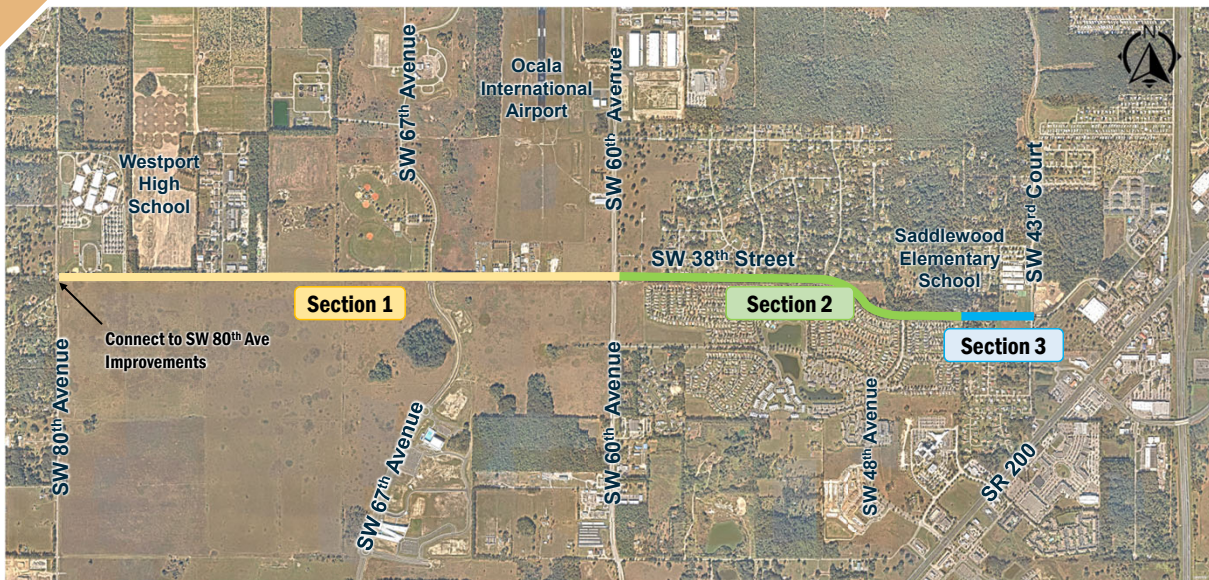 N
SW 67th Avenue
Ocala
International
Airport
SW 60th Avenue
Westport
High
School
SW 43rd Court
Saddlewood
Elementary
School
SW 38th Street
Section 1
Section 2
Section 3
Connect to SW 80th Ave
Improvements
SW 80th Avenue
SW 67th Avenue
SW 60th Avenue
SW 48th Avenue
SR 200